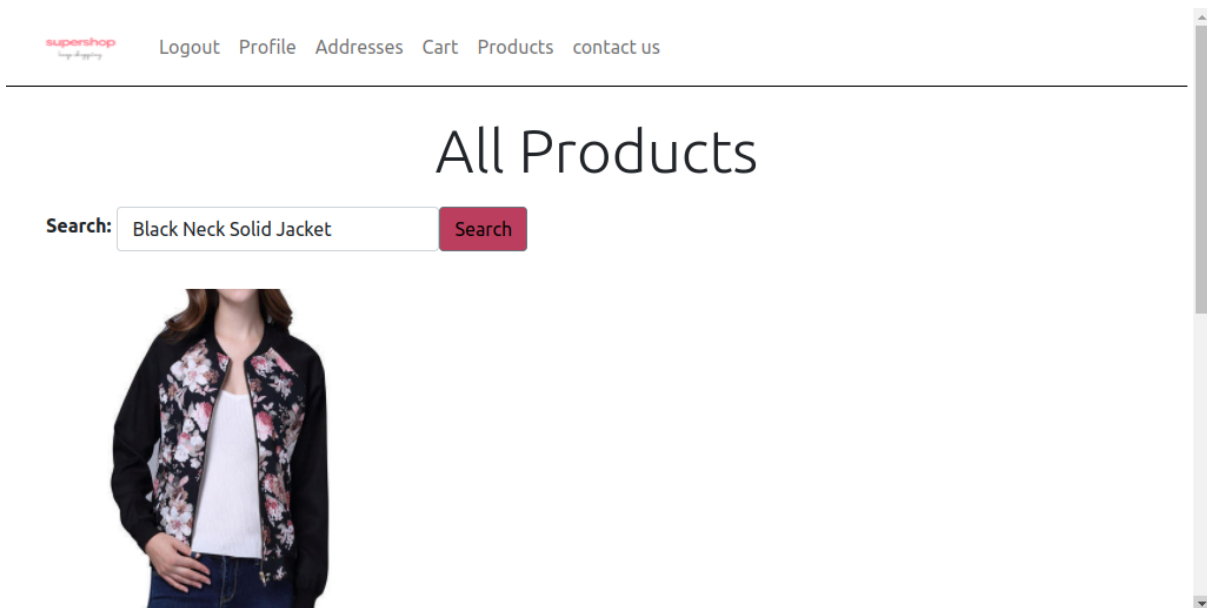 supershop
Logout Profile Addresses Cart Products contact us
All Products
Search: Black Neck Solid Jacket Search